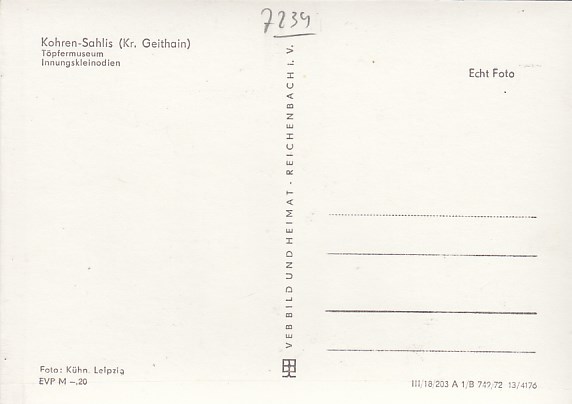 7239
Kohren-Sahlis (Kr. Geithain)
Töpfermuseum
Innungskleinodien
Echt Foto
VEB BILD UND HEIMAT - REICHENBACH i. V.
Foto: Kühn, Leipzig
EVP M -.20
III/18/203 A 1/B 749/72 13/4176